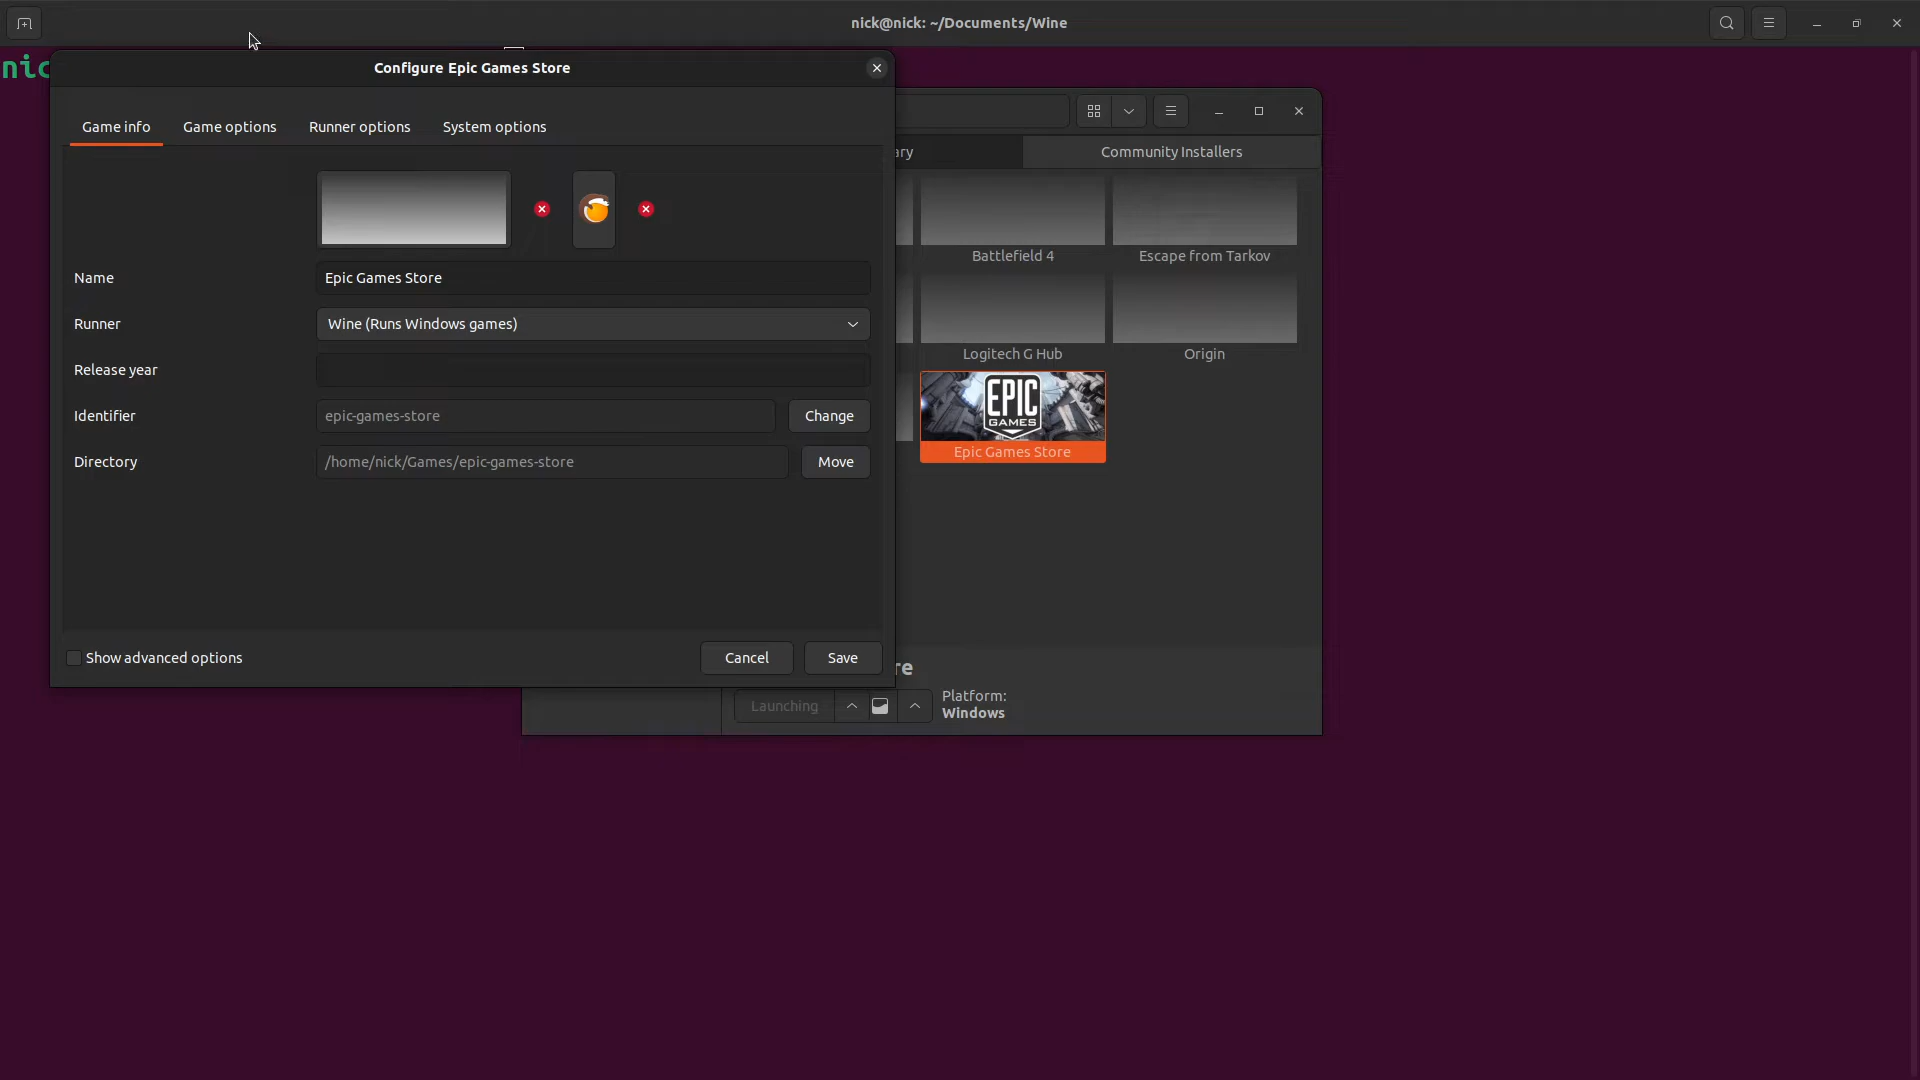 nick@nick: ~/Documents/Wine
nic
Configure Epic Games Store
Game info
Game options
Runner options
System options
Name
Epic Games Store
Runner
Wine (Runs Windows games)
Release year
Identifier
epic-games-store
Change
Directory
/home/nick/Games/epic-games-store
Move
Show advanced options
Cancel
Save
ary
Community Installers
Battlefield 4
Escape from Tarkov
Logitech G Hub
Origin
EPIC
GAMES
Epic Games Store
re
Launching
Platform:
Windows